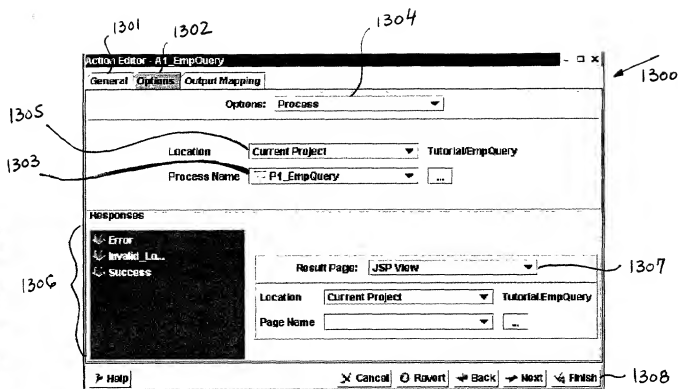 1301
1302
1304
Action Editor - A1_EmpQuery
1300
General Options Output Mapping
Options: Process
1305
Location Current Project Tutorial/EmpQuery
1303
Process Name P1_EmpQuery ...
Responses
Error
Invalid_Lo...
Success
1306
Result Page: JSP View
1307
Location Current Project Tutorial.EmpQuery
Page Name ...
Help Cancel Revert Back Next Finish
1308